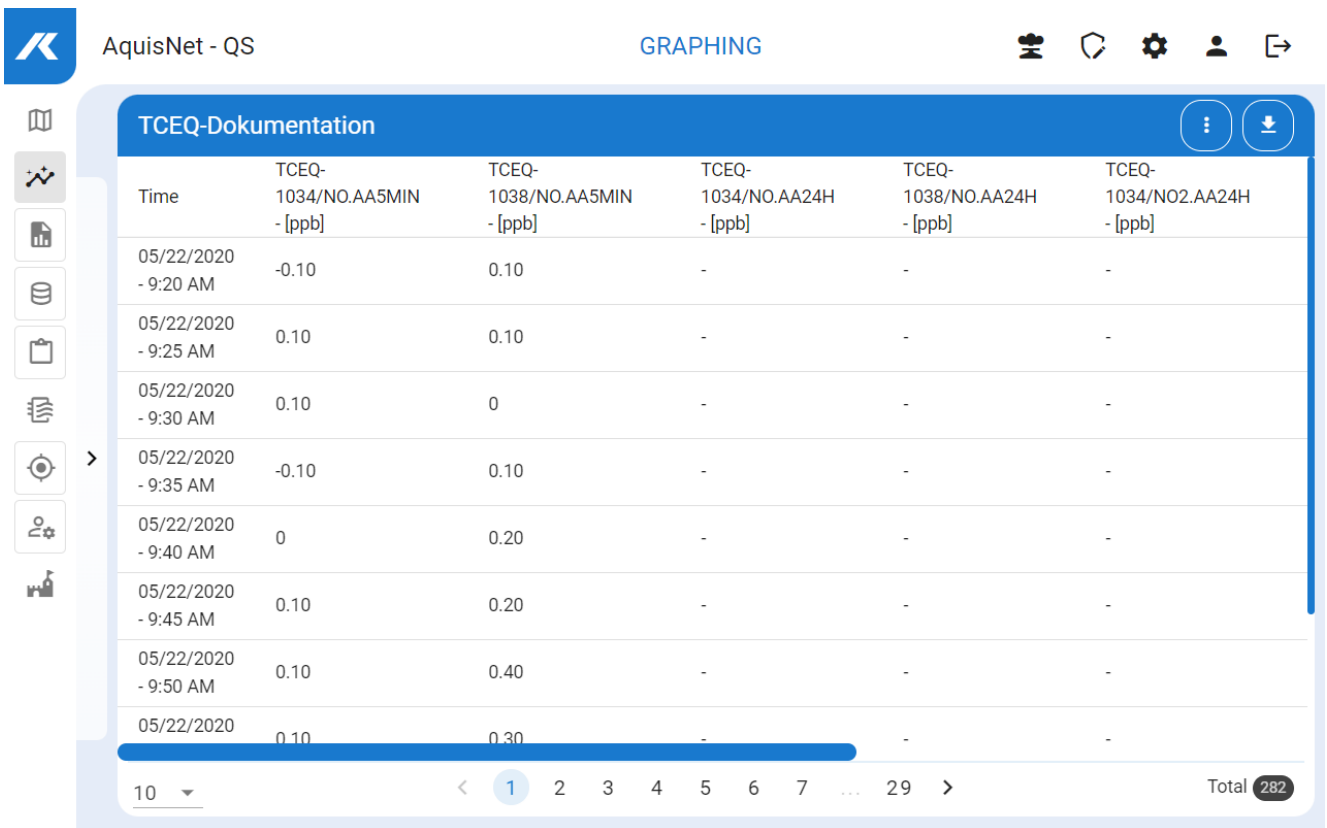 AquisNet - QS
GRAPHING
TCEQ-Dokumentation
Time
TCEQ-
1034/NO.AA5MIN
- [ppb]
TCEQ-
1038/NO.AA5MIN
- [ppb]
TCEQ-
1034/NO.AA24H
- [ppb]
TCEQ-
1038/NO.AA24H
- [ppb]
TCEQ-
1034/NO2.AA24H
- [ppb]
05/22/2020
- 9:20 AM
-0.10
0.10
-
-
-
05/22/2020
- 9:25 AM
0.10
0.10
-
-
-
05/22/2020
- 9:30 AM
0.10
0
-
-
-
05/22/2020
- 9:35 AM
-0.10
0.10
-
-
-
05/22/2020
- 9:40 AM
0
0.20
-
-
-
05/22/2020
- 9:45 AM
0.10
0.20
-
-
-
05/22/2020
- 9:50 AM
0.10
0.40
-
-
-
05/22/2020
0.10
0.30
-
-
-
10
1 2 3 4 5 6 7 ... 29
Total 282